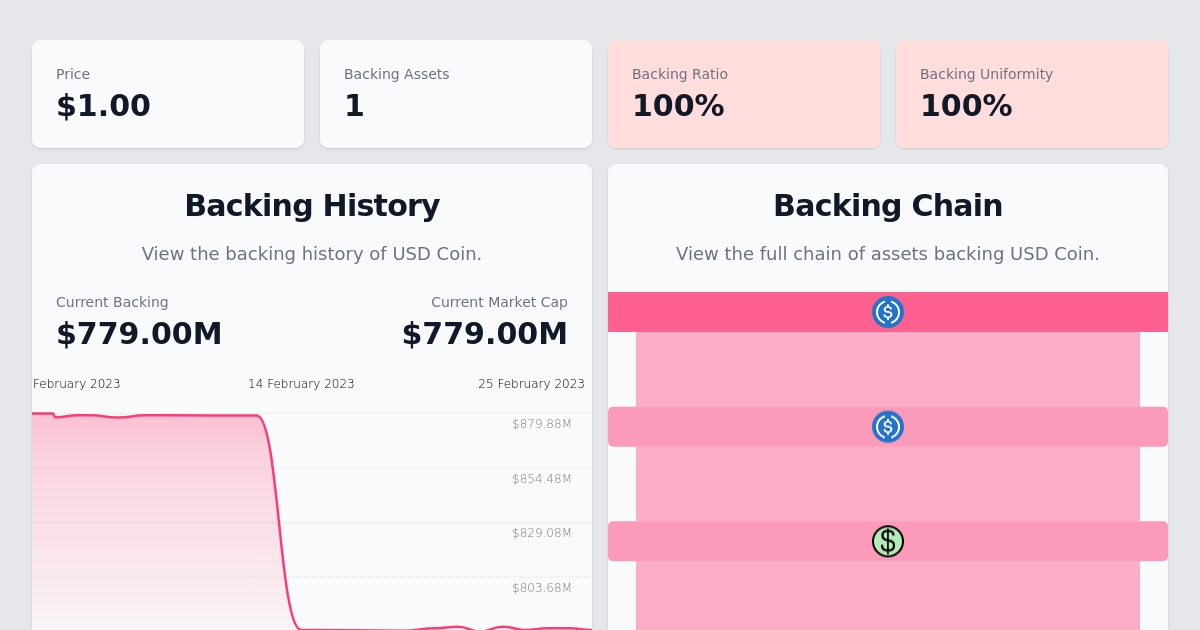 Price
$1.00
Backing Assets
1
Backing Ratio
100%
Backing Uniformity
100%
Backing History
View the backing history of USD Coin.
Current Backing
$779.00M
Current Market Cap
$779.00M
February 2023
14 February 2023
25 February 2023
$879.88M
$854.48M
$829.08M
$803.68M
Backing Chain
View the full chain of assets backing USD Coin.
$
$
$